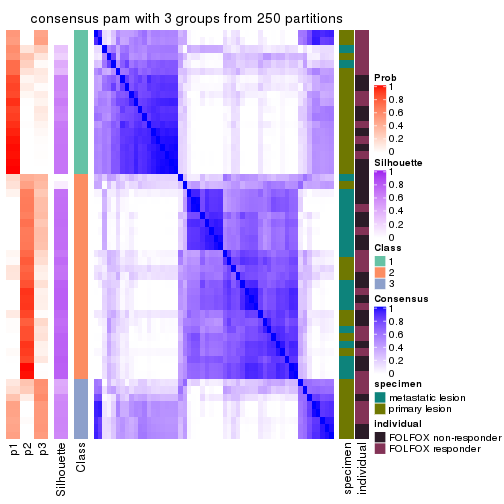 consensus pam with 3 groups from 250 partitions
Prob
1
0.8
0.6
0.4
0.2
0
Silhouette
1
0.8
0.6
0.4
0.2
0
Class
1
2
3
Consensus
1
0.8
0.6
0.4
0.2
0
specimen
metastatic lesion
primary lesion
individual
FOLFOX non-responder
FOLFOX responder
p1
p2
p3
Silhouette
Class
specimen
individual